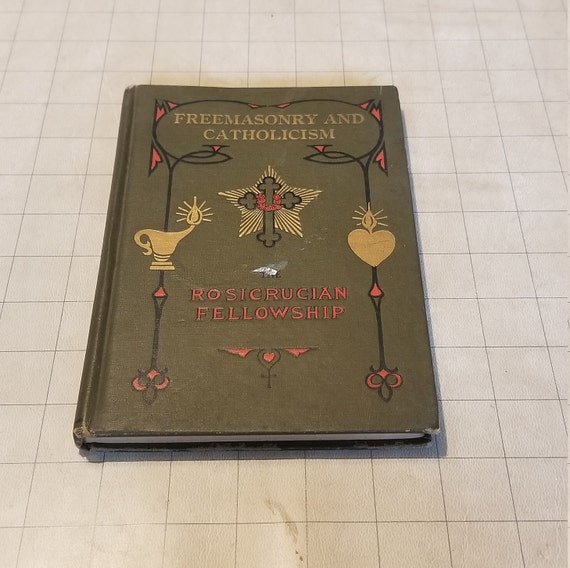 FREEMASONRY AND
CATHOLICISM
ROSICRUCIAN
FELLOWSHIP